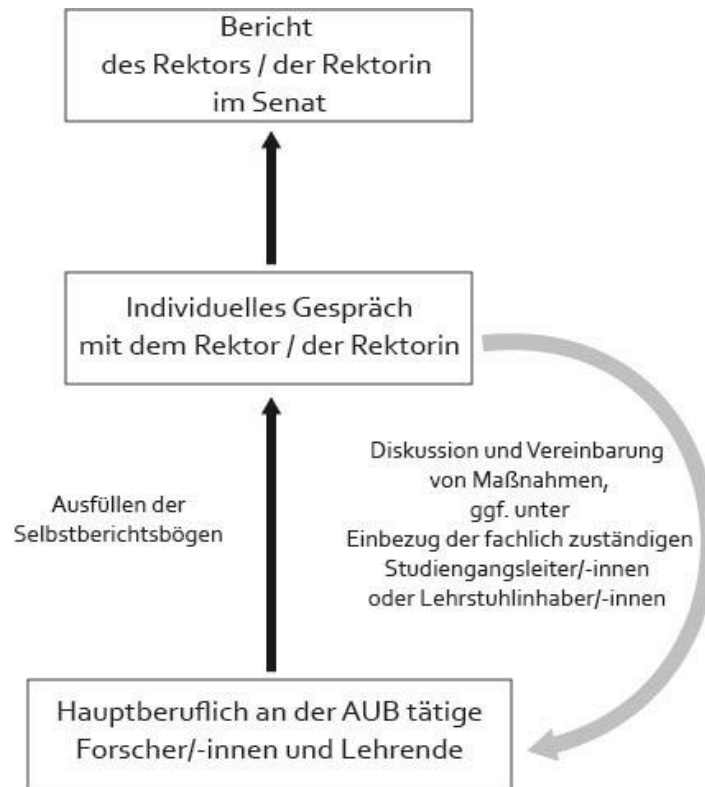 Bericht
des Rektors / der Rektorin
im Senat
Individuelles Gespräch
mit dem Rektor / der Rektorin
Ausfüllen der
Selbstberichtsbögen
Diskussion und Vereinbarung
von Maßnahmen,
ggf. unter
Einbezug der fachlich zuständigen
Studiengangsleiter/-innen
oder Lehrstuhlinhaber/-innen
Hauptberuflich an der AUB tätige
Forscher/-innen und Lehrende